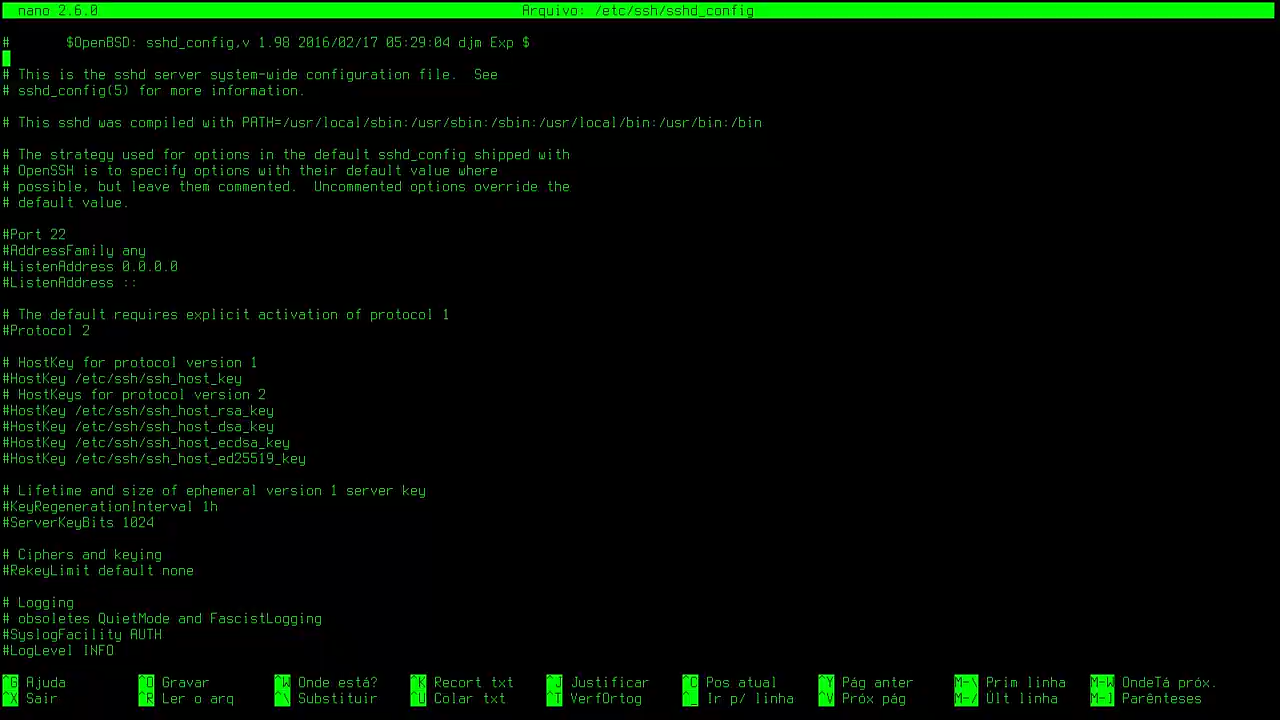 nano 2.6.0 Arquivo: /etc/ssh/sshd_config
# $OpenBSD: sshd_config,v 1.98 2016/02/17 05:29:04 djm Exp $
# This is the sshd server system-wide configuration file.  See
# sshd_config(5) for more information.
# This sshd was compiled with PATH=/usr/local/sbin:/usr/sbin:/sbin:/usr/local/bin:/usr/bin:/bin
# The strategy used for options in the default sshd_config shipped with
# OpenSSH is to specify options with their default value where
# possible, but leave them commented.  Uncommented options override the
# default value.
#Port 22
#AddressFamily any
#ListenAddress 0.0.0.0
#ListenAddress ::
# The default requires explicit activation of protocol 1
#Protocol 2
# HostKey for protocol version 1
#HostKey /etc/ssh/ssh_host_key
# HostKeys for protocol version 2
#HostKey /etc/ssh/ssh_host_rsa_key
#HostKey /etc/ssh/ssh_host_dsa_key
#HostKey /etc/ssh/ssh_host_ecdsa_key
#HostKey /etc/ssh/ssh_host_ed25519_key
# Lifetime and size of ephemeral version 1 server key
#KeyRegenerationInterval 1h
#ServerKeyBits 1024
# Ciphers and keying
#RekeyLimit default none
# Logging
# obsoletes QuietMode and FascistLogging
#SyslogFacility AUTH
#LogLevel INFO
^G Ajuda ^O Gravar ^W Onde está? ^K Recort txt ^J Justificar ^C Pos atual ^Y Pág anter M-\ Prim linha M-W OndeTá próx.
^X Sair ^R Ler o arq ^\ Substituir ^U Colar txt ^T VerfOrtog ^_ Ir p/ linha ^V Próx pág M-/ Últ linha M-] Parênteses